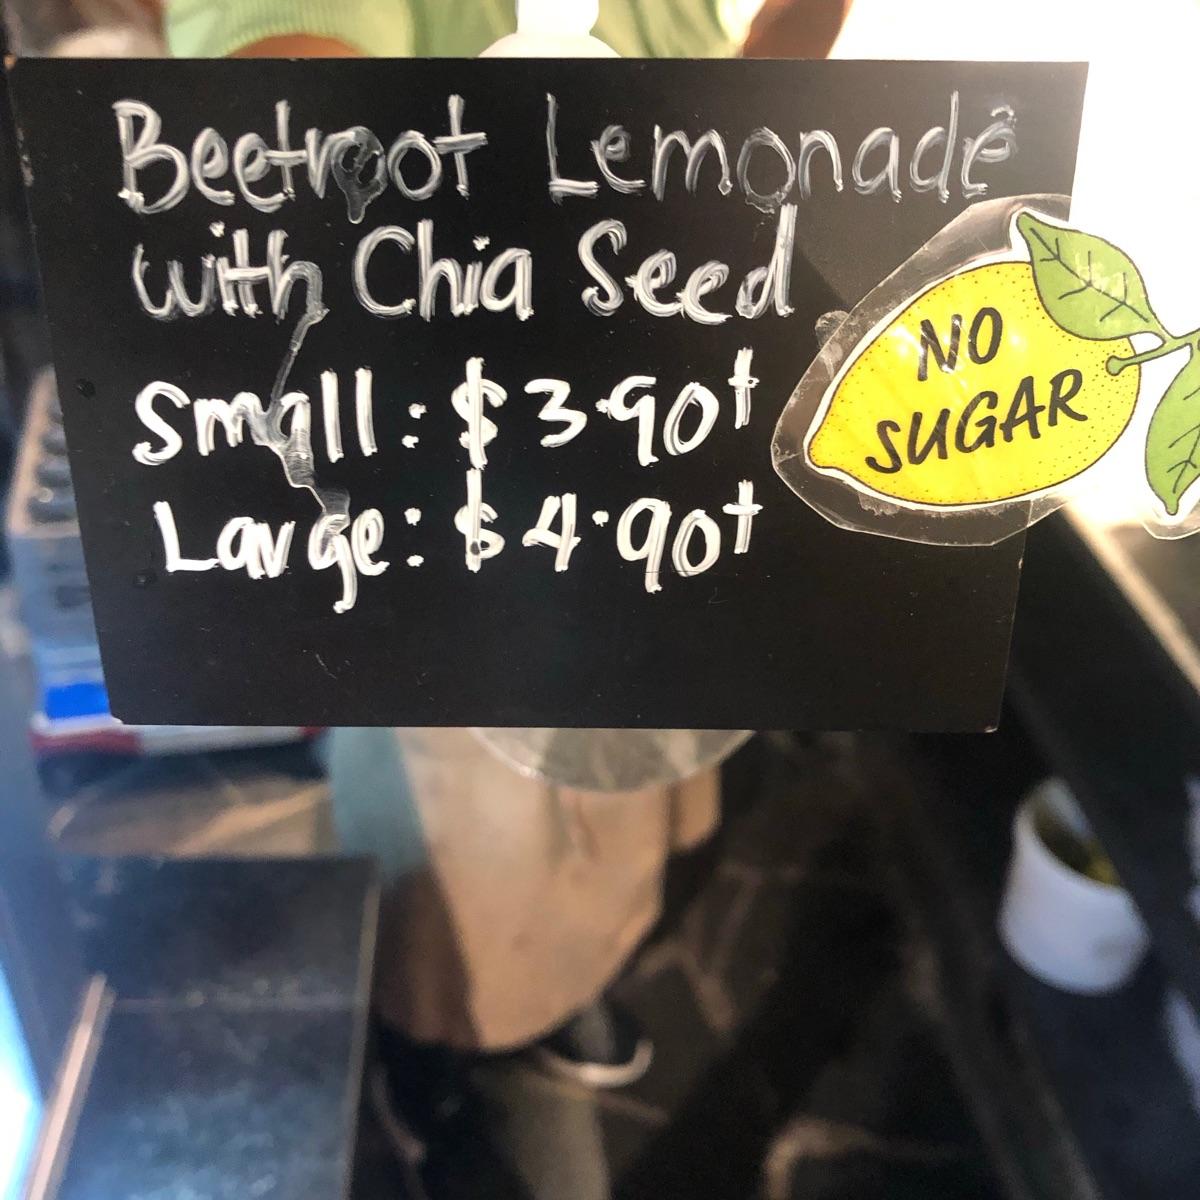 Beetroot Lemonade
with Chia Seed
Small: $3.90+
Large: $4.90+
NO
SUGAR